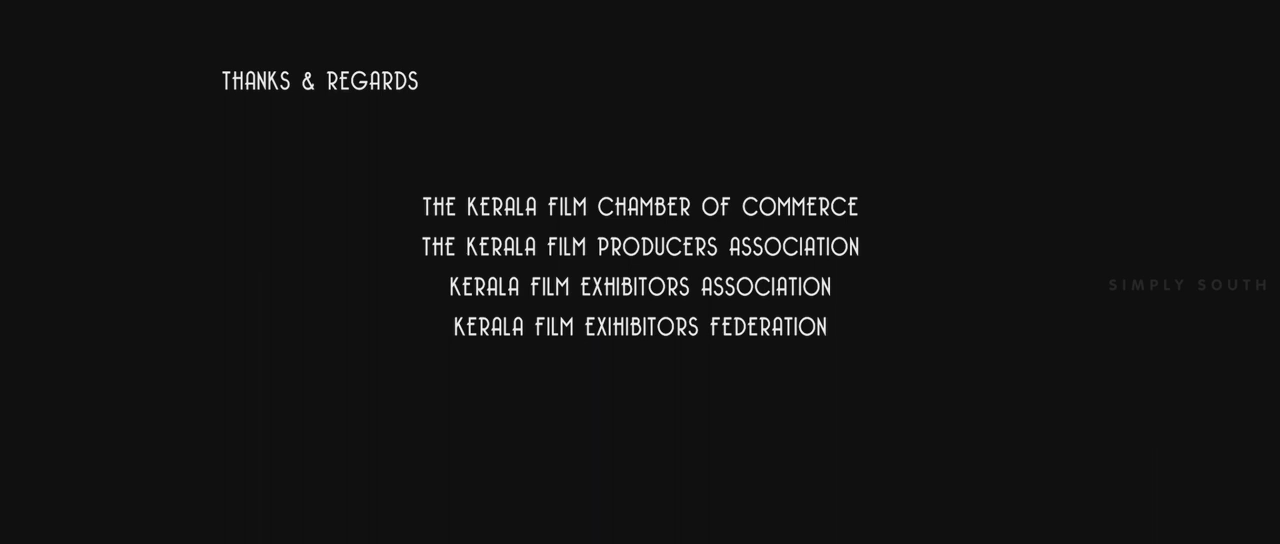 THANKS & REGARDS
THE KERALA FILM CHAMBER OF COMMERCE
THE KERALA FILM PRODUCERS ASSOCIATION
KERALA FILM EXHIBITORS ASSOCIATION
SIMPLY SOUTH
KERALA FILM EXIHIBITORS FEDERATION